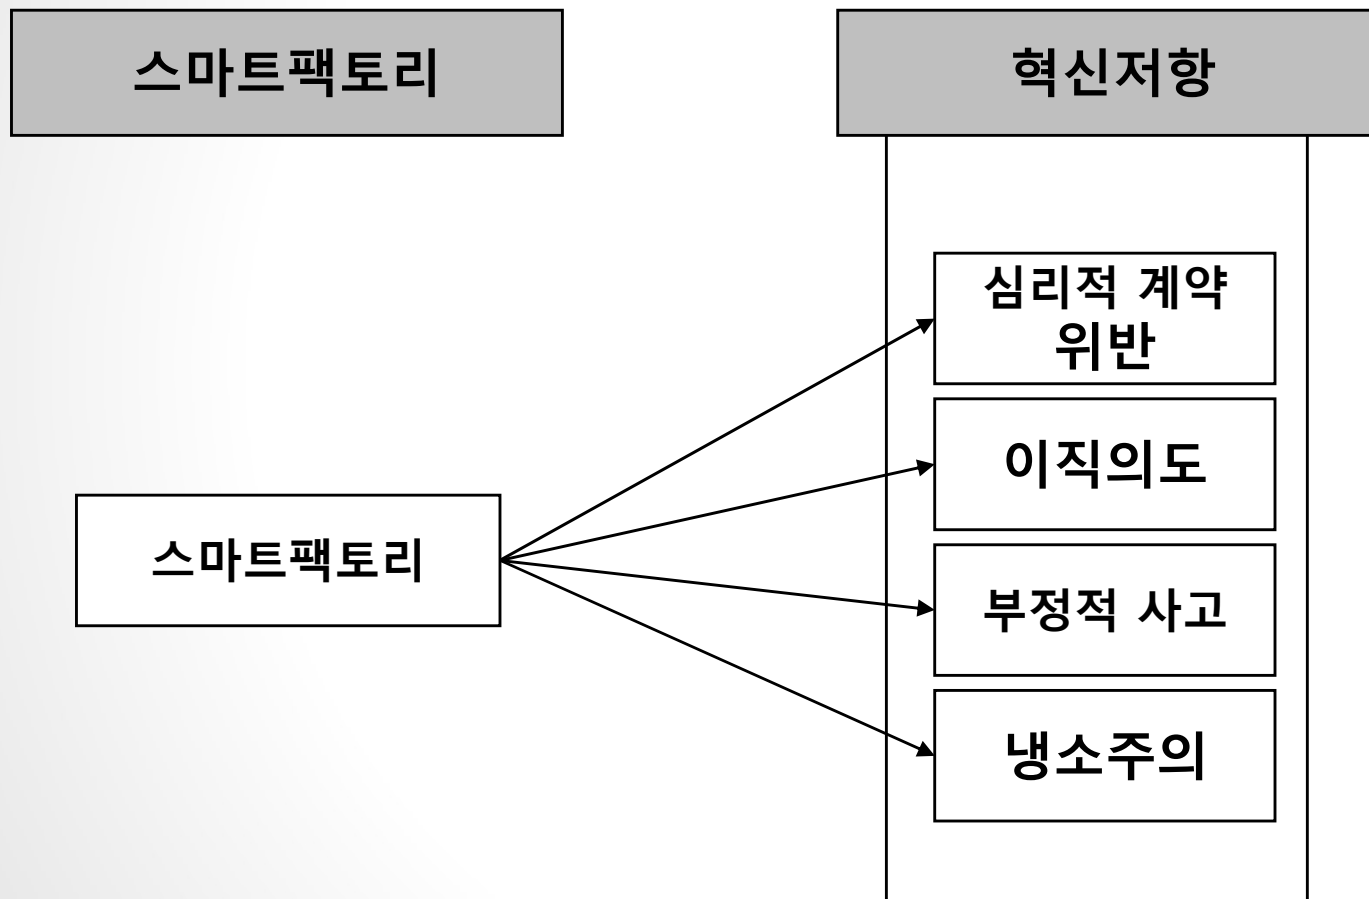 스마트팩토리
혁신저항
심리적 계약
위반
이직의도
스마트팩토리
부정적 사고
냉소주의